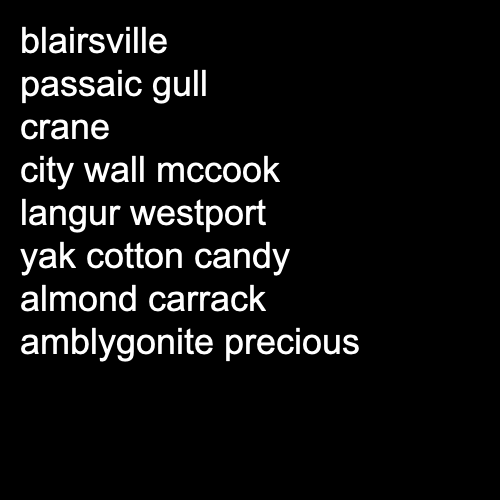 blairsville
passaic gull
crane
city wall mccook
langur westport
yak cotton candy
almond carrack
amblygonite precious